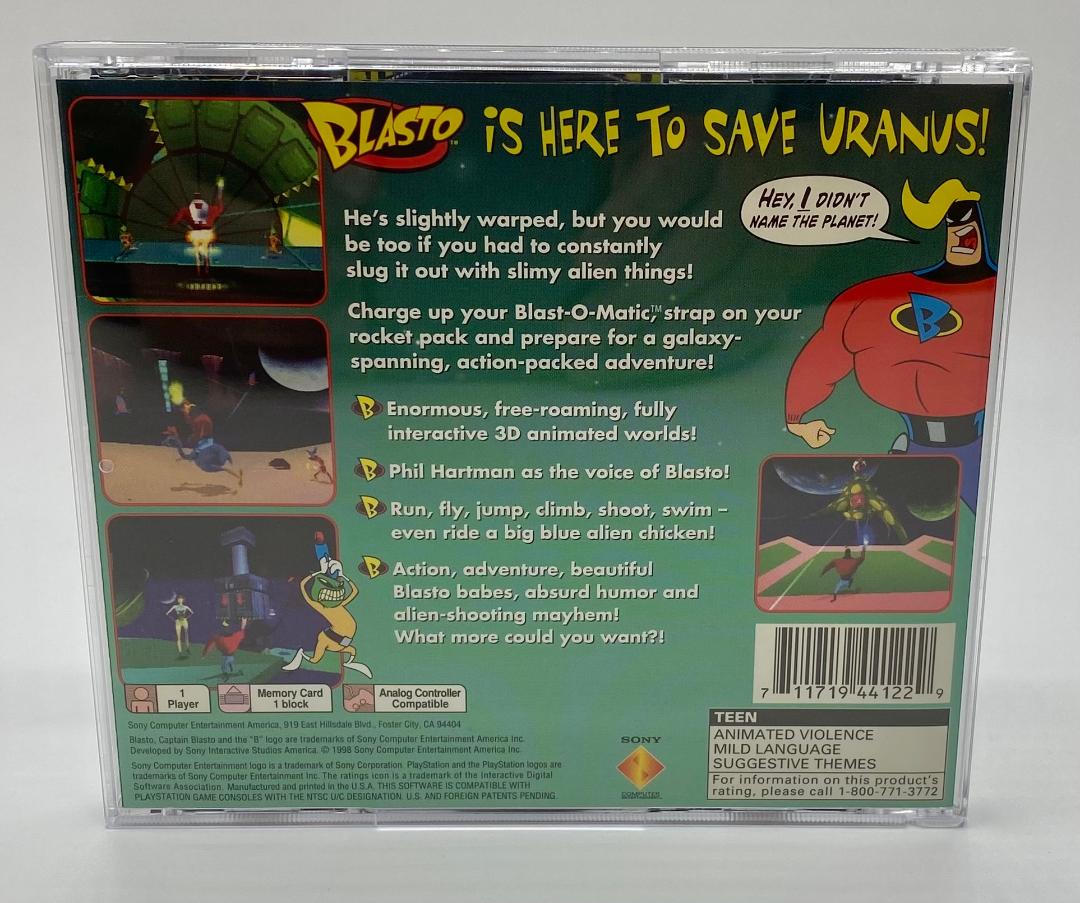 BLASTO™ iS HERE TO SAVE URANUS!
HEY, I DIDN'T
NAME THE PLANET!
He's slightly warped, but you would
be too if you had to constantly
slug it out with slimy alien things!
Charge up your Blast-O-Matic,™ strap on your
rocket pack and prepare for a galaxy-
spanning, action-packed adventure!
B
B Enormous, free-roaming, fully
interactive 3D animated worlds!
B Phil Hartman as the voice of Blasto!
B Run, fly, jump, climb, shoot, swim –
even ride a big blue alien chicken!
B Action, adventure, beautiful
Blasto babes, absurd humor and
alien-shooting mayhem!
What more could you want?!
1
Player
Memory Card
1 block
Analog Controller
Compatible
7 11719 44122 9
Sony Computer Entertainment America, 919 East Hillsdale Blvd., Foster City, CA 94404
Blasto, Captain Blasto and the "B" logo are trademarks of Sony Computer Entertainment America Inc.
Developed by Sony Interactive Studios America. © 1998 Sony Computer Entertainment America Inc.
Sony Computer Entertainment logo is a trademark of Sony Corporation. PlayStation and the PlayStation logos are
trademarks of Sony Computer Entertainment Inc. The ratings icon is a trademark of the Interactive Digital
Software Association. Manufactured and printed in the U.S.A. THIS SOFTWARE IS COMPATIBLE WITH
PLAYSTATION GAME CONSOLES WITH THE NTSC U/C DESIGNATION. U.S. AND FOREIGN PATENTS PENDING.
SONY
COMPUTER
ENTERTAINMENT
TEEN
ANIMATED VIOLENCE
MILD LANGUAGE
SUGGESTIVE THEMES
For information on this product's
rating, please call 1-800-771-3772